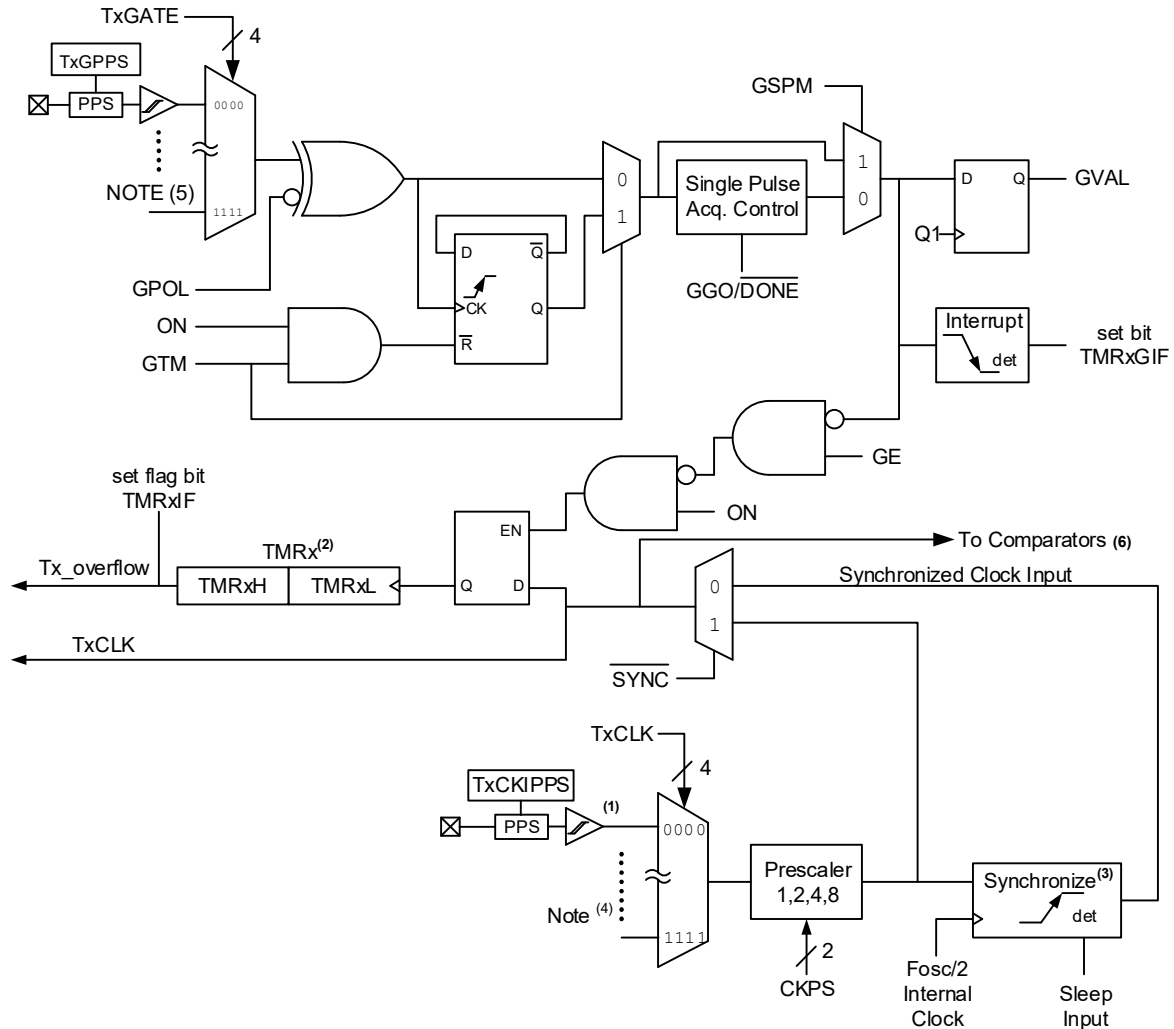 TxGATE
4
TxGPPS
PPS
0000
NOTE (5)
1111
GPOL
ON
GTM
D
Q
CK
Q
R
0
1
Single Pulse
Acq. Control
GGO/DONE
GSPM
1
0
D
Q
Q1
GVAL
Interrupt
det
set bit
TMRxGIF
GE
ON
set flag bit
TMRxIF
Tx_overflow
TMRx(2)
TMRxH
TMRxL
EN
Q
D
To Comparators (6)
Synchronized Clock Input
0
1
SYNC
TxCLK
TxCLK
4
TxCKIPPS
PPS
(1)
0000
Note (4)
1111
Prescaler
1,2,4,8
2
CKPS
Synchronize(3)
det
Fosc/2
Internal
Clock
Sleep
Input